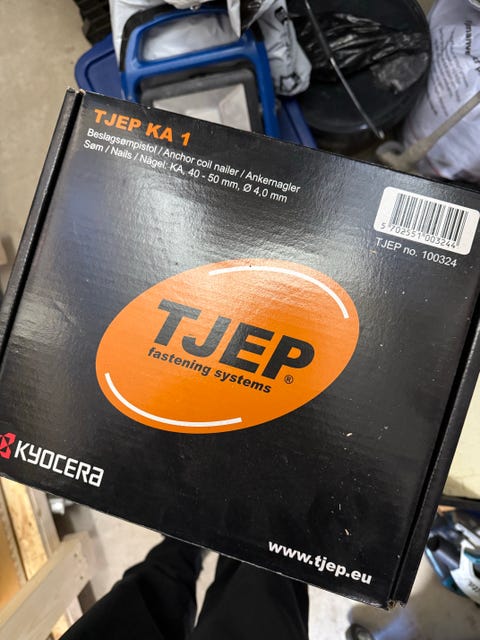 TJEP KA 1
Beslagsømpistol / Anchor coil nailer / Ankernagler
Søm / Nails / Nägel: KA, 40 - 50 mm, Ø 4.0 mm
5 702551 003244
TJEP no. 100324
TJEP
fastening systems ®
KYOCERA
www.tjep.eu